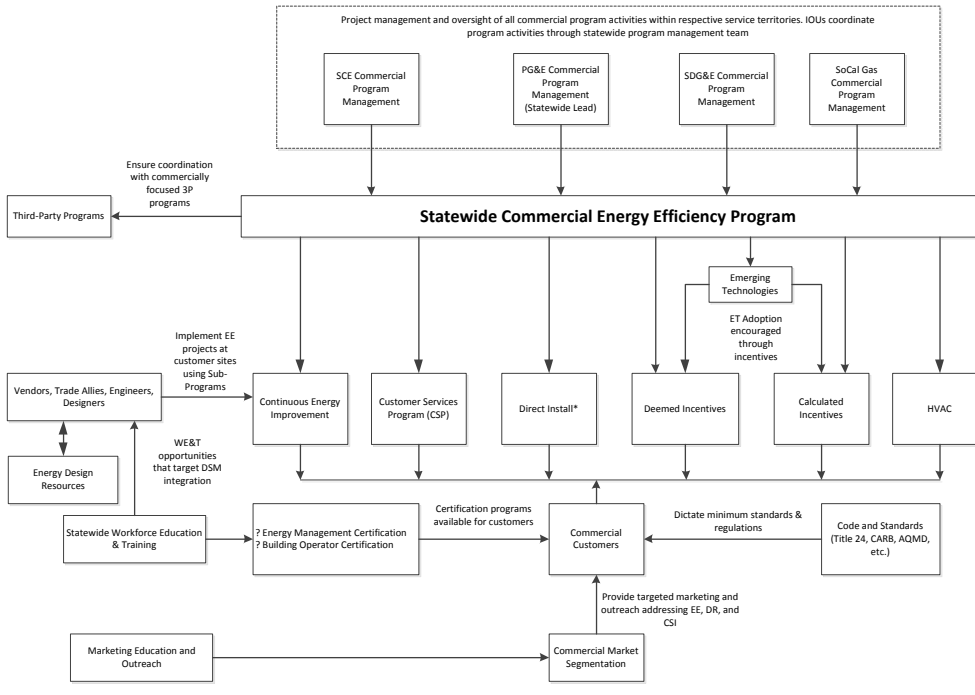 Project management and oversight of all commercial program activities within respective service territories. IOUs coordinate
program activities through statewide program management team
SCE Commercial
Program
Management
PG&E Commercial
Program
Management
(Statewide Lead)
SDG&E Commercial
Program
Management
SoCal Gas
Commercial
Program
Management
Ensure coordination
with commercially
focused 3P
programs
Third-Party Programs
Statewide Commercial Energy Efficiency Program
Emerging
Technologies
ET Adoption
encouraged
through
incentives
Implement EE
projects at
customer sites
using Sub-
Programs
Vendors, Trade Allies, Engineers,
Designers
Continuous Energy
Improvement
Customer Services
Program (CSP)
Direct Install*
Deemed Incentives
Calculated
Incentives
HVAC
WE&T
opportunities
that target DSM
integration
Energy Design
Resources
Statewide Workforce Education
& Training
? Energy Management Certification
? Building Operator Certification
Certification programs
available for customers
Commercial
Customers
Dictate minimum standards &
regulations
Code and Standards
(Title 24, CARB, AQMD,
etc.)
Provide targeted marketing and
outreach addressing EE, DR, and
CSI
Marketing Education and
Outreach
Commercial Market
Segmentation